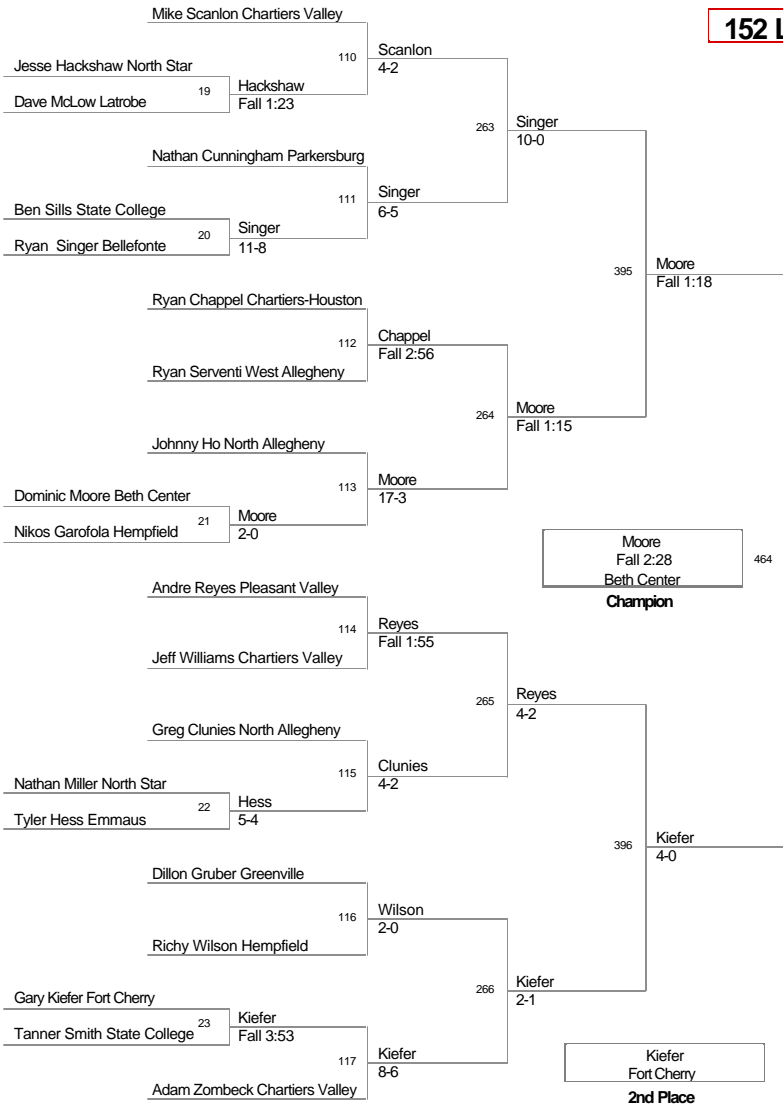 Mike Scanlon Chartiers Valley
152 L
110
Scanlon
4-2
Jesse Hackshaw North Star
19
Hackshaw
Fall 1:23
Dave McLow Latrobe
263
Singer
10-0
Nathan Cunningham Parkersburg
111
Singer
6-5
Ben Sills State College
20
Singer
11-8
Ryan Singer Bellefonte
395
Moore
Fall 1:18
Ryan Chappel Chartiers-Houston
112
Chappel
Fall 2:56
Ryan Serventi West Allegheny
264
Moore
Fall 1:15
Johnny Ho North Allegheny
113
Moore
17-3
Dominic Moore Beth Center
21
Moore
2-0
Nikos Garofola Hempfield
Moore
Fall 2:28
Beth Center
464
Champion
Andre Reyes Pleasant Valley
114
Reyes
Fall 1:55
Jeff Williams Chartiers Valley
265
Reyes
4-2
Greg Clunies North Allegheny
115
Clunies
4-2
Nathan Miller North Star
22
Hess
5-4
Tyler Hess Emmaus
396
Kiefer
4-0
Dillon Gruber Greenville
116
Wilson
2-0
Richy Wilson Hempfield
266
Kiefer
2-1
Gary Kiefer Fort Cherry
23
Kiefer
Fall 3:53
Tanner Smith State College
117
Kiefer
8-6
Adam Zombeck Chartiers Valley
Kiefer
Fort Cherry
2nd Place